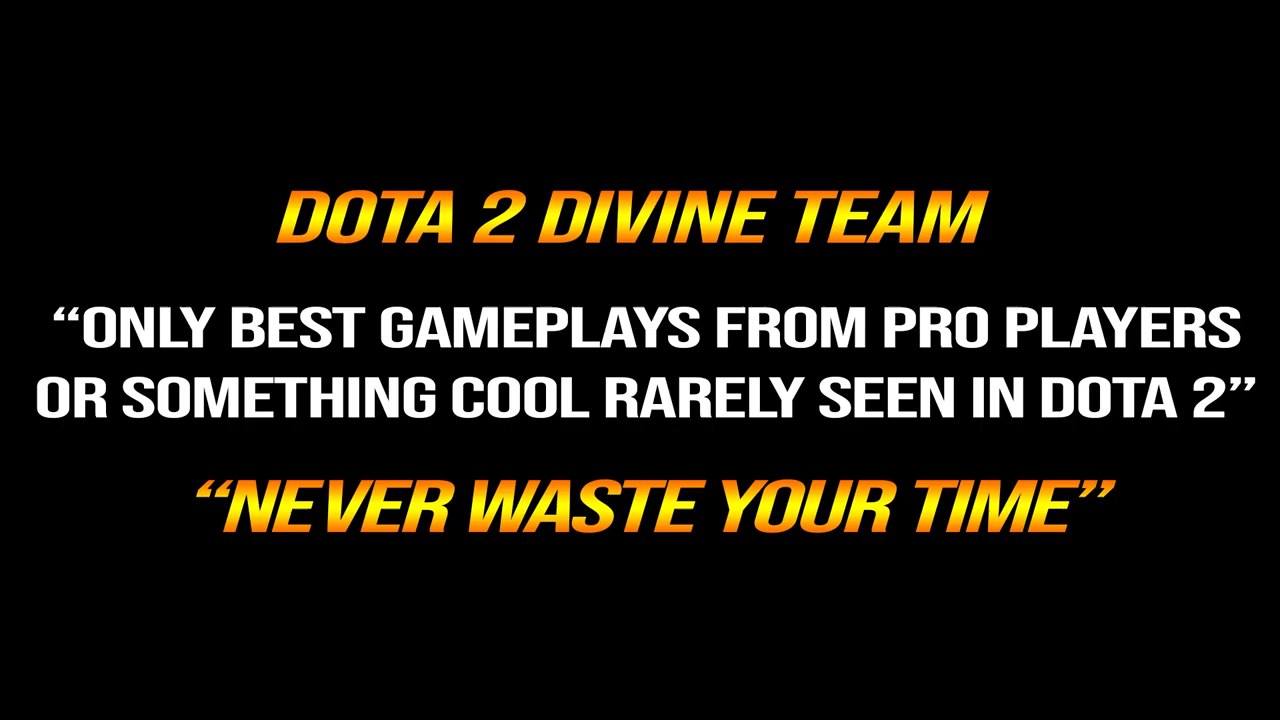 DOTA 2 DIVINE TEAM
“ONLY BEST GAMEPLAYS FROM PRO PLAYERS
OR SOMETHING COOL RARELY SEEN IN DOTA 2”
“NEVER WASTE YOUR TIME”